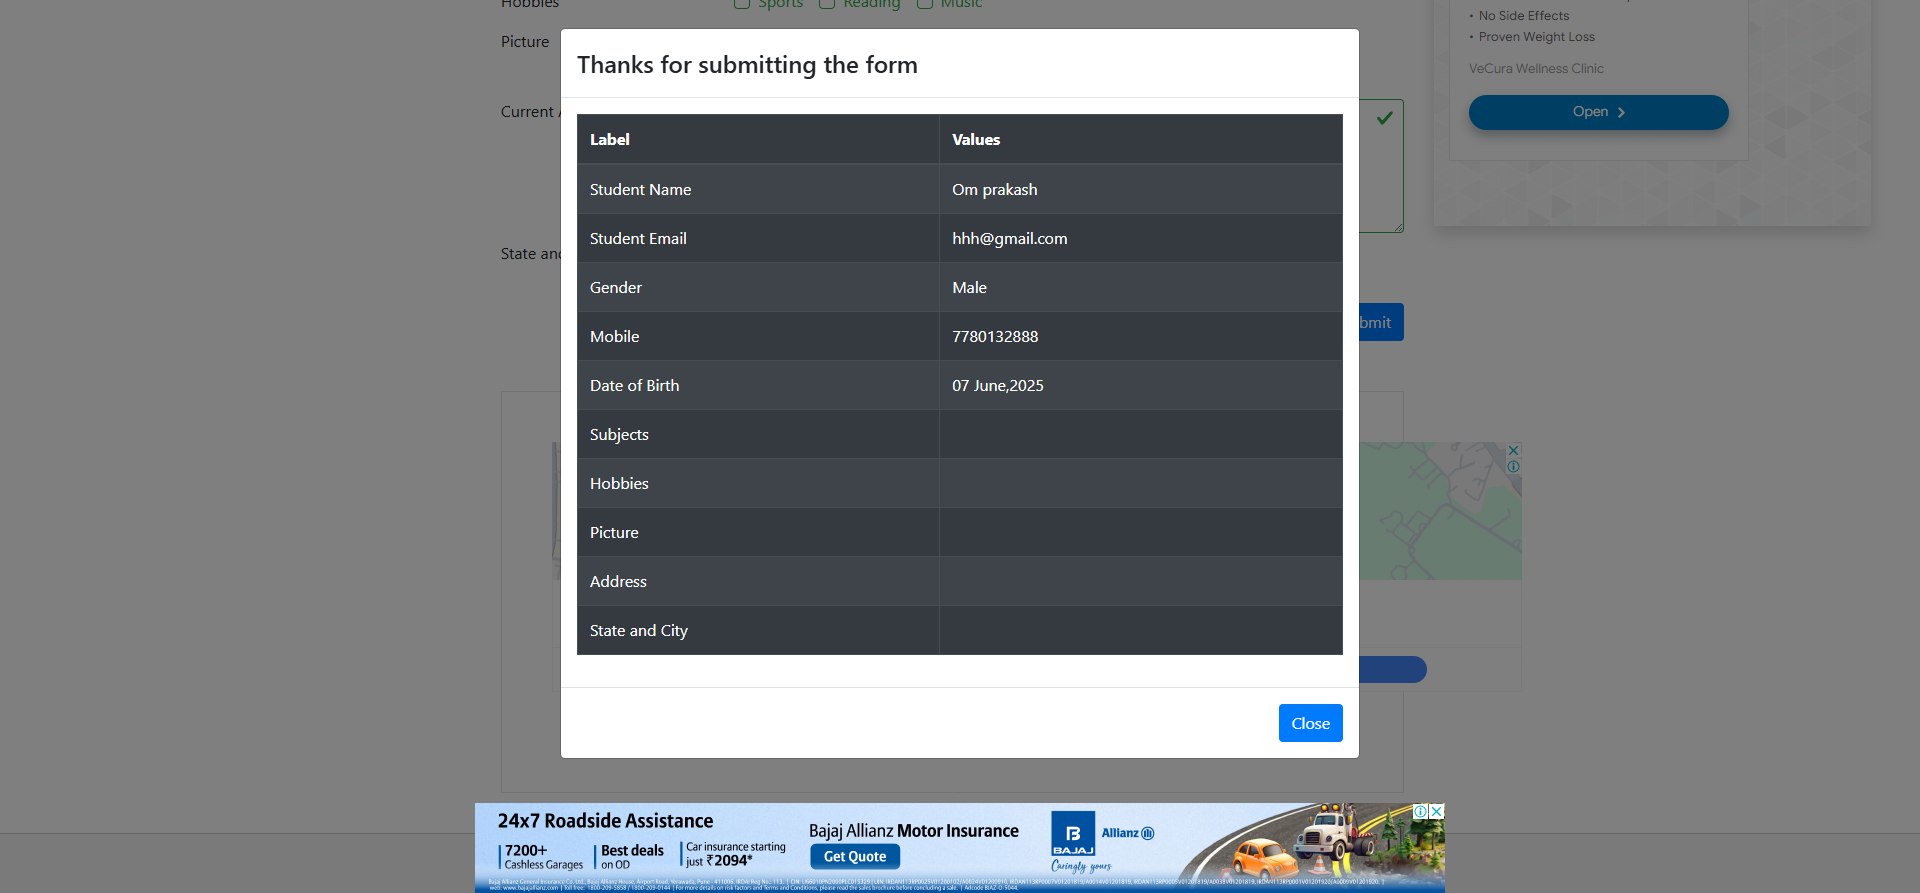 Hobbies Sports Reading Music
Picture
Current
State and
Submit
Thanks for submitting the form
Label Values
Student Name Om prakash
Student Email hhh@gmail.com
Gender Male
Mobile 7780132888
Date of Birth 07 June,2025
Subjects
Hobbies
Picture
Address
State and City
Close
• No Side Effects
• Proven Weight Loss
VeCura Wellness Clinic
Open
24x7 Roadside Assistance
7200+
Cashless Garages
Best deals
on OD
Car insurance starting
just ₹2094*
Bajaj Allianz Motor Insurance
Get Quote
B
BAJAJ
Allianz
Caringly yours